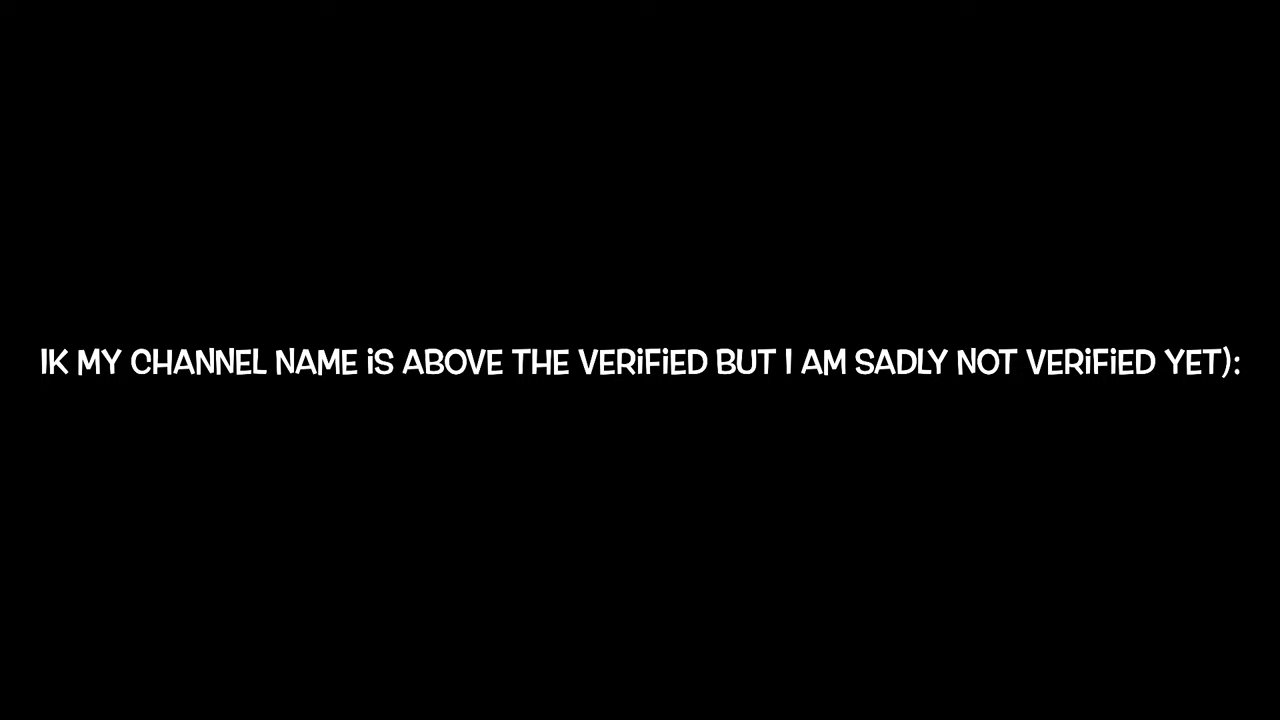 IK MY CHANNEL NAME iS ABOVE THE VERiFiED BUT I AM SADLY NOT VERiFiED YET):